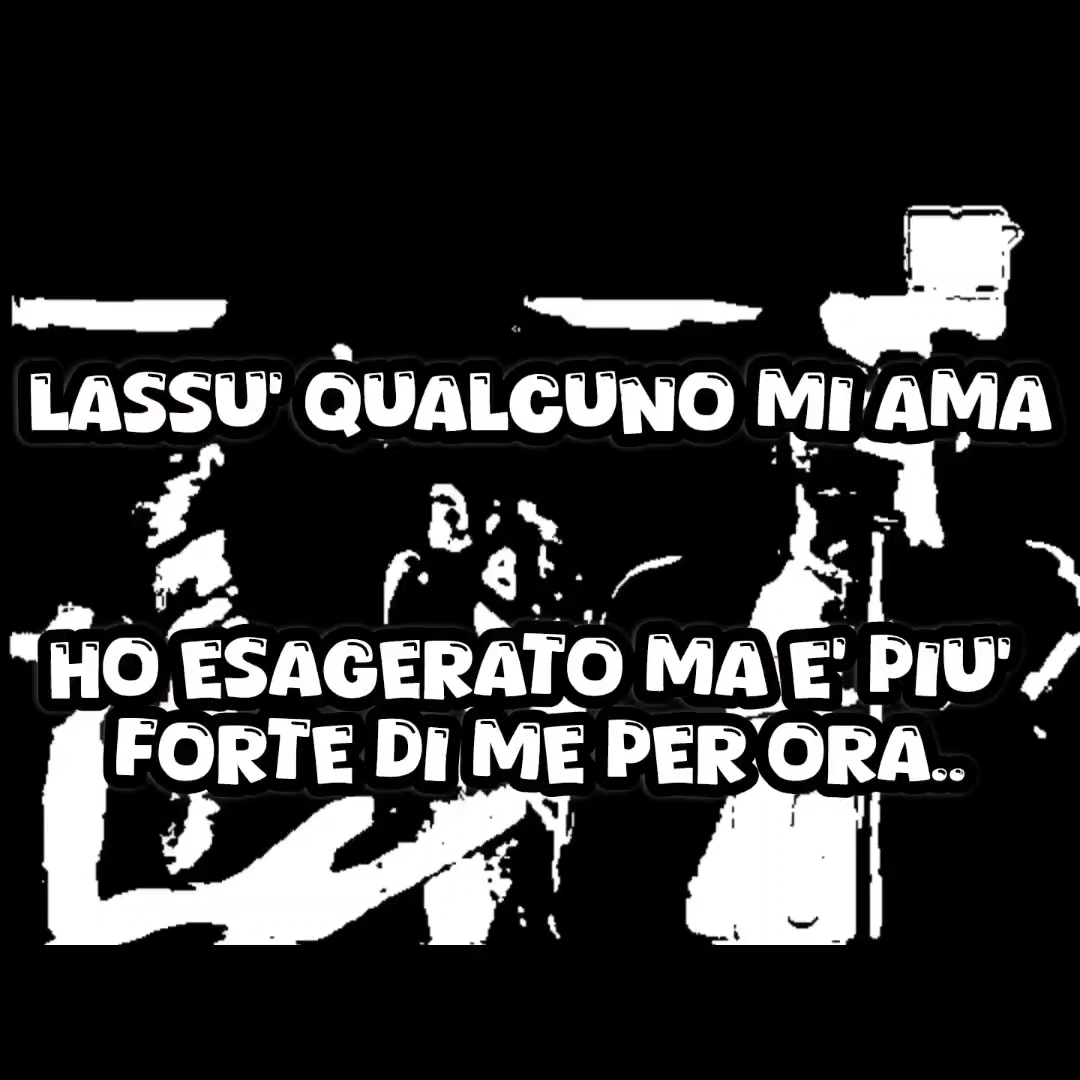 LASSU' QUALCUNO MI AMA
HO ESAGERATO MA E' PIU'
FORTE DI ME PER ORA..